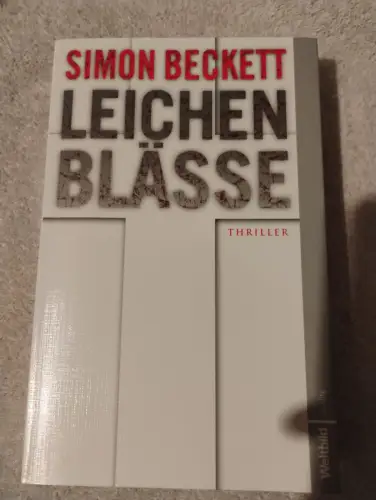 SIMON BECKETT
LEICHEN
BLÄSSE
THRILLER
Weltbild